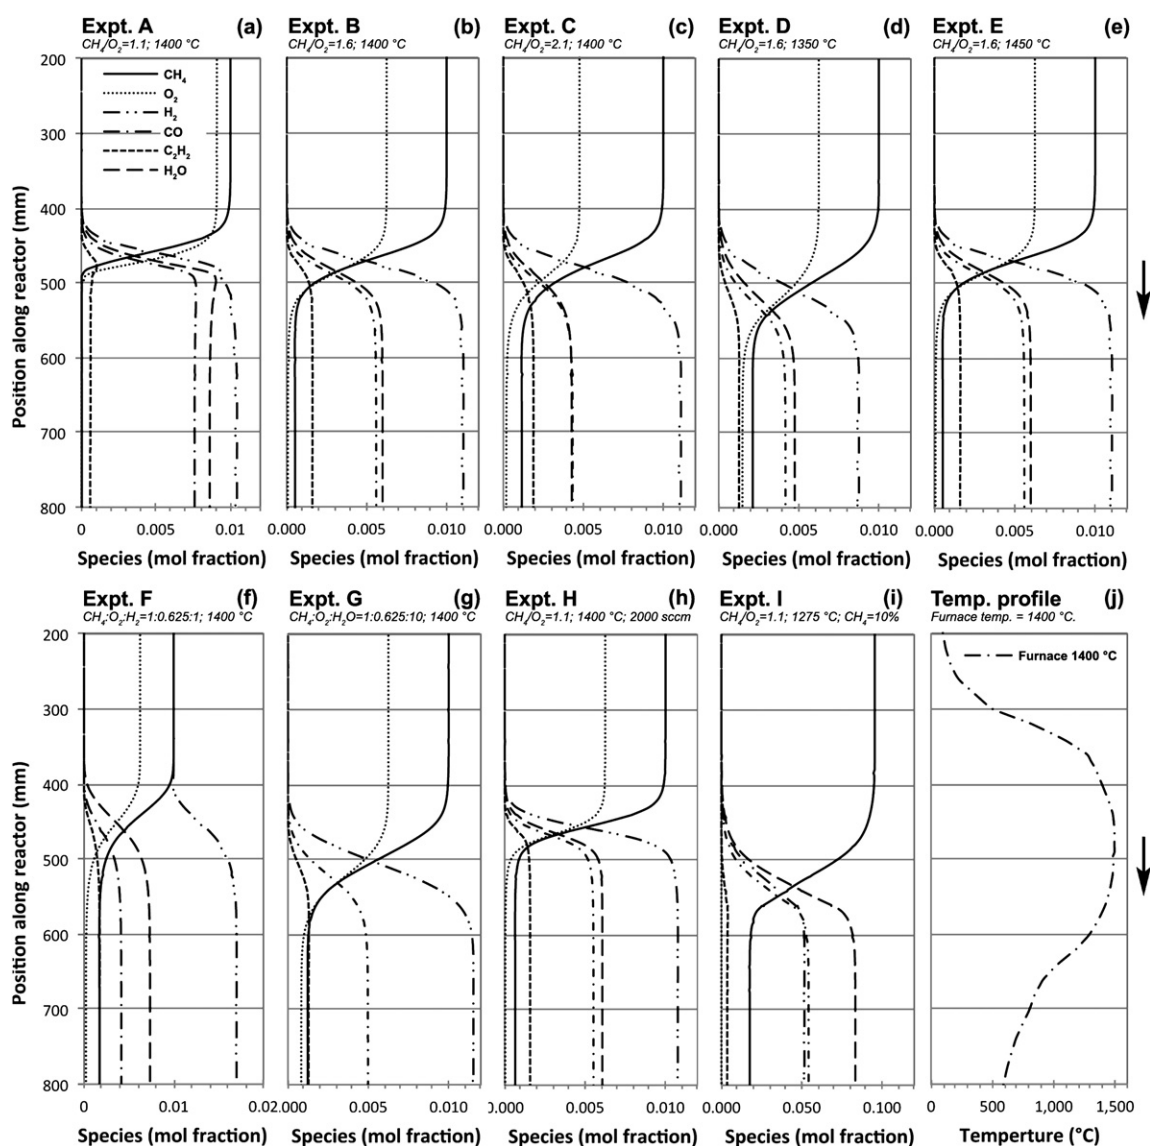 Expt. A (a)
CH₄/O₂=1.1; 1400 °C
Expt. B (b)
CH₄/O₂=1.6; 1400 °C
Expt. C (c)
CH₄/O₂=2.1; 1400 °C
Expt. D (d)
CH₄/O₂=1.6; 1350 °C
Expt. E (e)
CH₄/O₂=1.6; 1450 °C
Position along reactor (mm)
200
300
400
500
600
700
800
CH₄
O₂
H₂
CO
C₂H₂
H₂O
0 0.005 0.01
0.000 0.005 0.010
0.000 0.005 0.010
0.000 0.005 0.010
0.000 0.005 0.010
Species (mol fraction)
Species (mol fraction)
Species (mol fraction)
Species (mol fraction)
Species (mol fraction)
Expt. F (f)
CH₄:O₂:H₂=1:0.625:1; 1400 °C
Expt. G (g)
CH₄:O₂:H₂O=1:0.625:10; 1400 °C
Expt. H (h)
CH₄/O₂=1.1; 1400 °C; 2000 sccm
Expt. I (i)
CH₄/O₂=1.1; 1275 °C; CH₄=10%
Temp. profile (j)
Furnace temp. = 1400 °C.
Position along reactor (mm)
200
300
400
500
600
700
800
Furnace 1400 °C
0 0.01 0.02
.000 0.005 0.010
0.000 0.005 0.010
0.000 0.050 0.100
0 500 1,000 1,500
Species (mol fraction)
Species (mol fraction)
Species (mol fraction)
Species (mol fraction)
Temperture (°C)